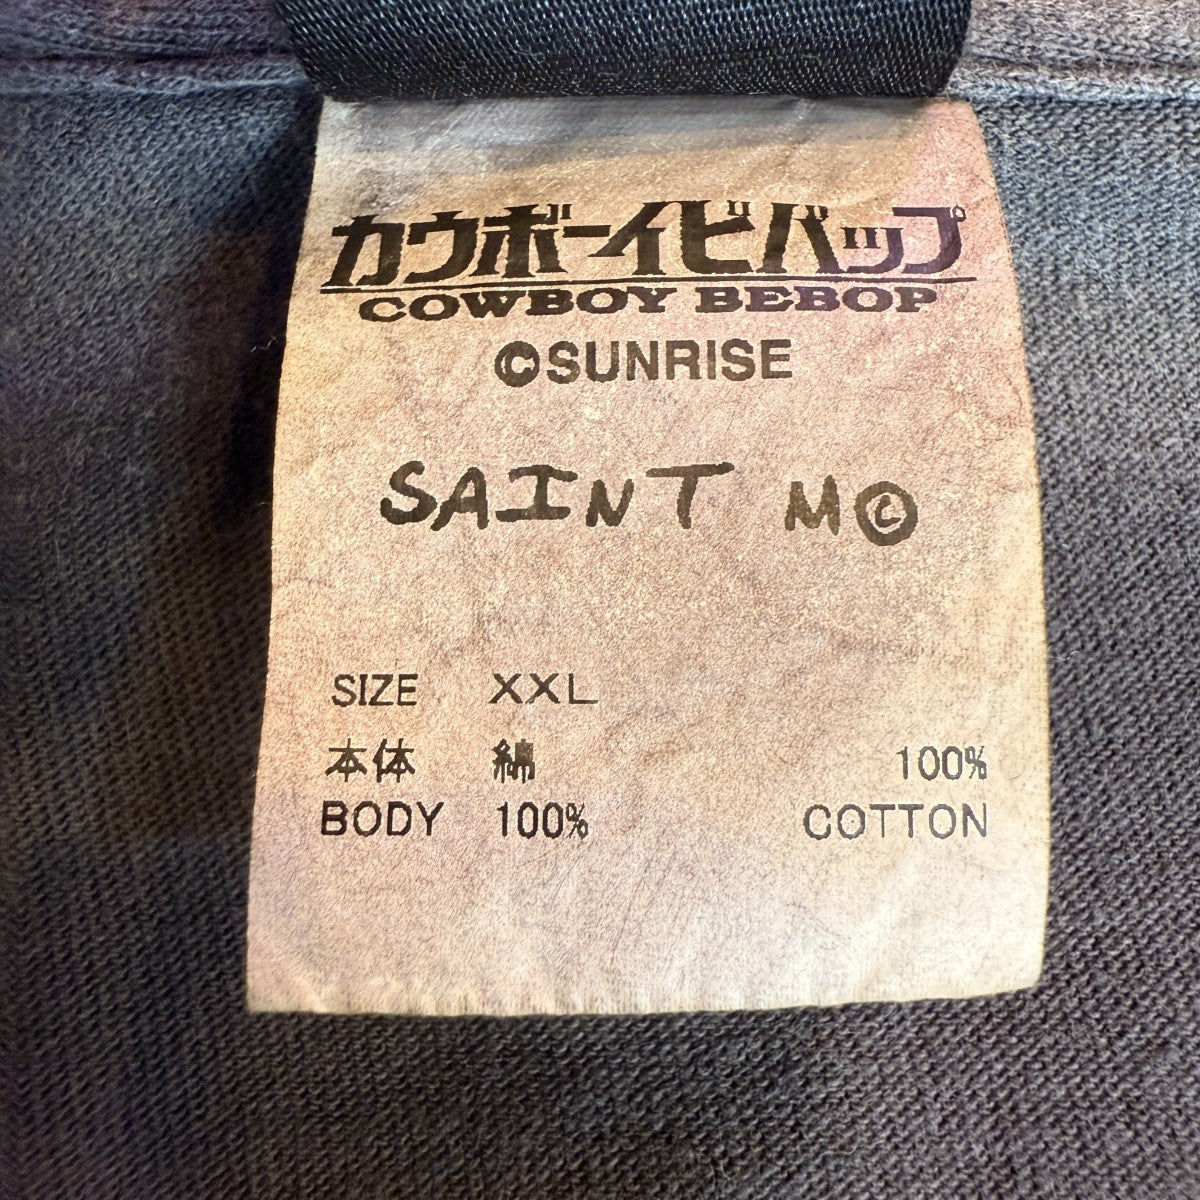 カウボーイビバップ
COWBOY BEBOP
©SUNRISE
SAINT M©
SIZE XXL
本体 綿 100%
BODY 100% COTTON